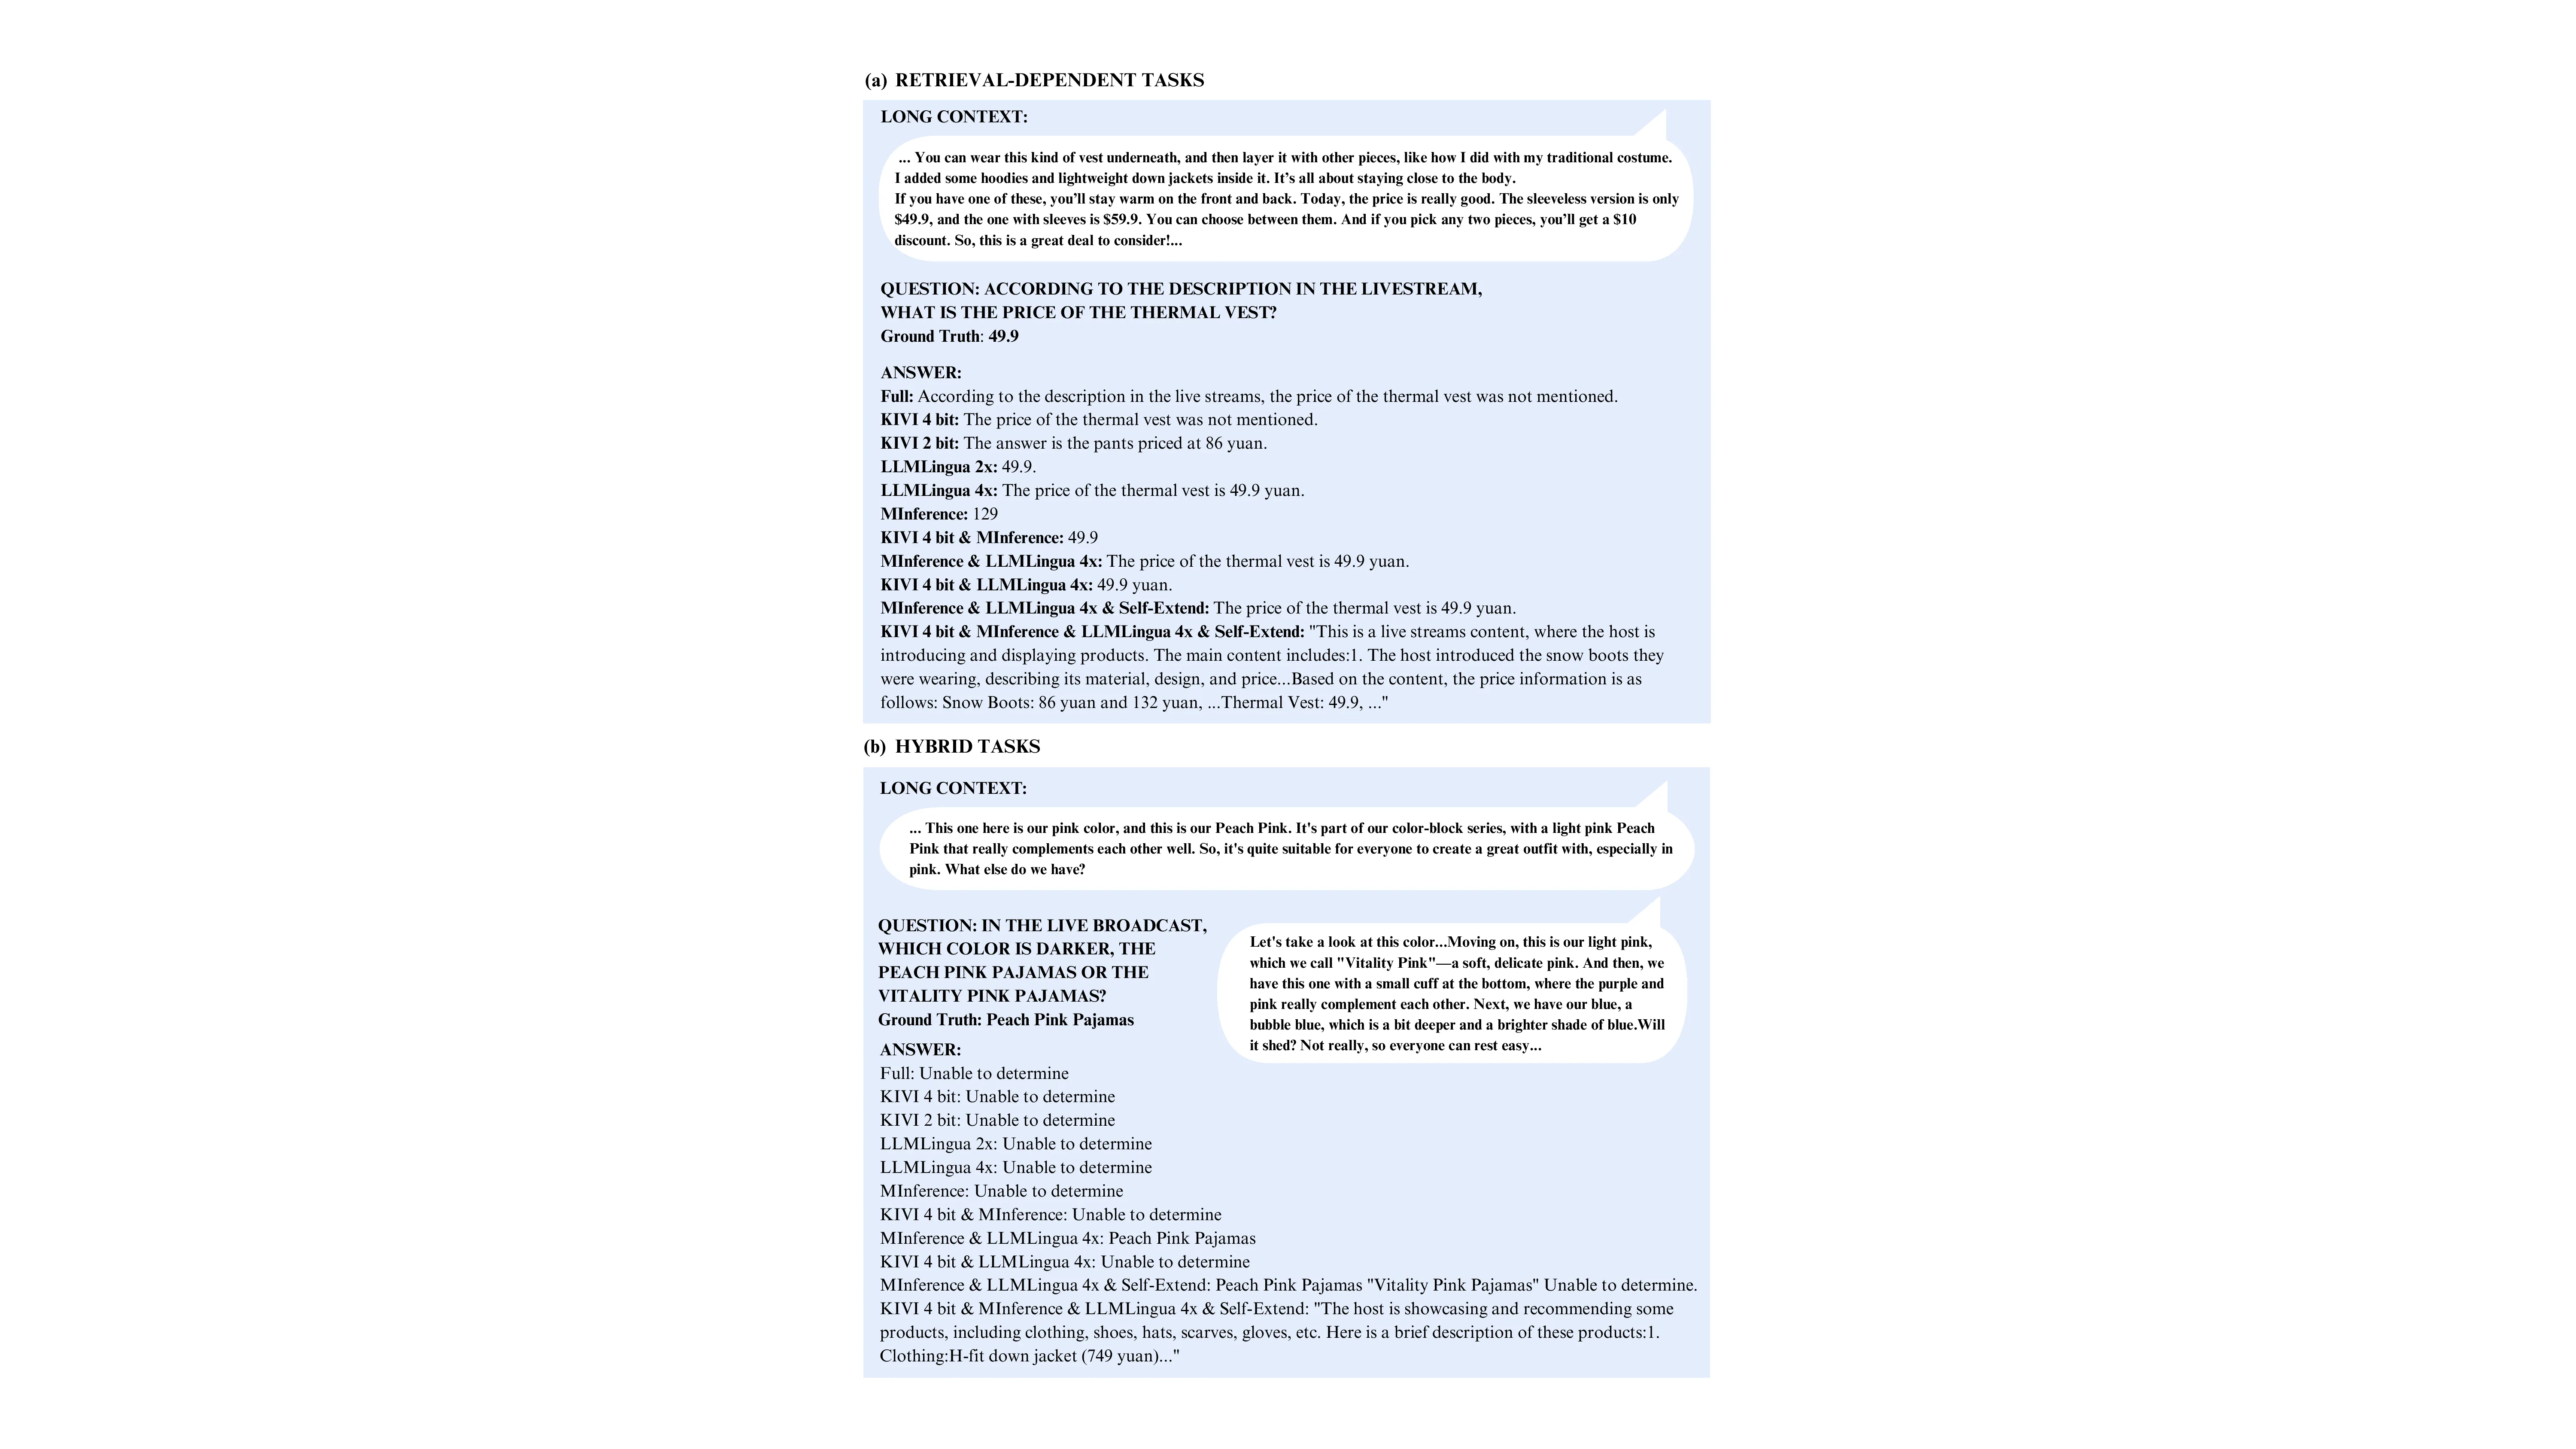 (a) RETRIEVAL-DEPENDENT TASKS
LONG CONTEXT:
... You can wear this kind of vest underneath, and then layer it with other pieces, like how I did with my traditional costume.
I added some hoodies and lightweight down jackets inside it. It’s all about staying close to the body.
If you have one of these, you’ll stay warm on the front and back. Today, the price is really good. The sleeveless version is only
$49.9, and the one with sleeves is $59.9. You can choose between them. And if you pick any two pieces, you’ll get a $10
discount. So, this is a great deal to consider!...
QUESTION: ACCORDING TO THE DESCRIPTION IN THE LIVESTREAM,
WHAT IS THE PRICE OF THE THERMAL VEST?
Ground Truth: 49.9
ANSWER:
Full: According to the description in the live streams, the price of the thermal vest was not mentioned.
KIVI 4 bit: The price of the thermal vest was not mentioned.
KIVI 2 bit: The answer is the pants priced at 86 yuan.
LLMLingua 2x: 49.9.
LLMLingua 4x: The price of the thermal vest is 49.9 yuan.
MInference: 129
KIVI 4 bit & MInference: 49.9
MInference & LLMLingua 4x: The price of the thermal vest is 49.9 yuan.
KIVI 4 bit & LLMLingua 4x: 49.9 yuan.
MInference & LLMLingua 4x & Self-Extend: The price of the thermal vest is 49.9 yuan.
KIVI 4 bit & MInference & LLMLingua 4x & Self-Extend: "This is a live streams content, where the host is
introducing and displaying products. The main content includes:1. The host introduced the snow boots they
were wearing, describing its material, design, and price...Based on the content, the price information is as
follows: Snow Boots: 86 yuan and 132 yuan, ...Thermal Vest: 49.9, ..."
(b) HYBRID TASKS
LONG CONTEXT:
... This one here is our pink color, and this is our Peach Pink. It's part of our color-block series, with a light pink Peach
Pink that really complements each other well. So, it's quite suitable for everyone to create a great outfit with, especially in
pink. What else do we have?
QUESTION: IN THE LIVE BROADCAST,
WHICH COLOR IS DARKER, THE
PEACH PINK PAJAMAS OR THE
VITALITY PINK PAJAMAS?
Ground Truth: Peach Pink Pajamas
Let's take a look at this color...Moving on, this is our light pink,
which we call "Vitality Pink"—a soft, delicate pink. And then, we
have this one with a small cuff at the bottom, where the purple and
pink really complement each other. Next, we have our blue, a
bubble blue, which is a bit deeper and a brighter shade of blue.Will
it shed? Not really, so everyone can rest easy...
ANSWER:
Full: Unable to determine
KIVI 4 bit: Unable to determine
KIVI 2 bit: Unable to determine
LLMLingua 2x: Unable to determine
LLMLingua 4x: Unable to determine
MInference: Unable to determine
KIVI 4 bit & MInference: Unable to determine
MInference & LLMLingua 4x: Peach Pink Pajamas
KIVI 4 bit & LLMLingua 4x: Unable to determine
MInference & LLMLingua 4x & Self-Extend: Peach Pink Pajamas "Vitality Pink Pajamas" Unable to determine.
KIVI 4 bit & MInference & LLMLingua 4x & Self-Extend: "The host is showcasing and recommending some
products, including clothing, shoes, hats, scarves, gloves, etc. Here is a brief description of these products:1.
Clothing:H-fit down jacket (749 yuan)..."